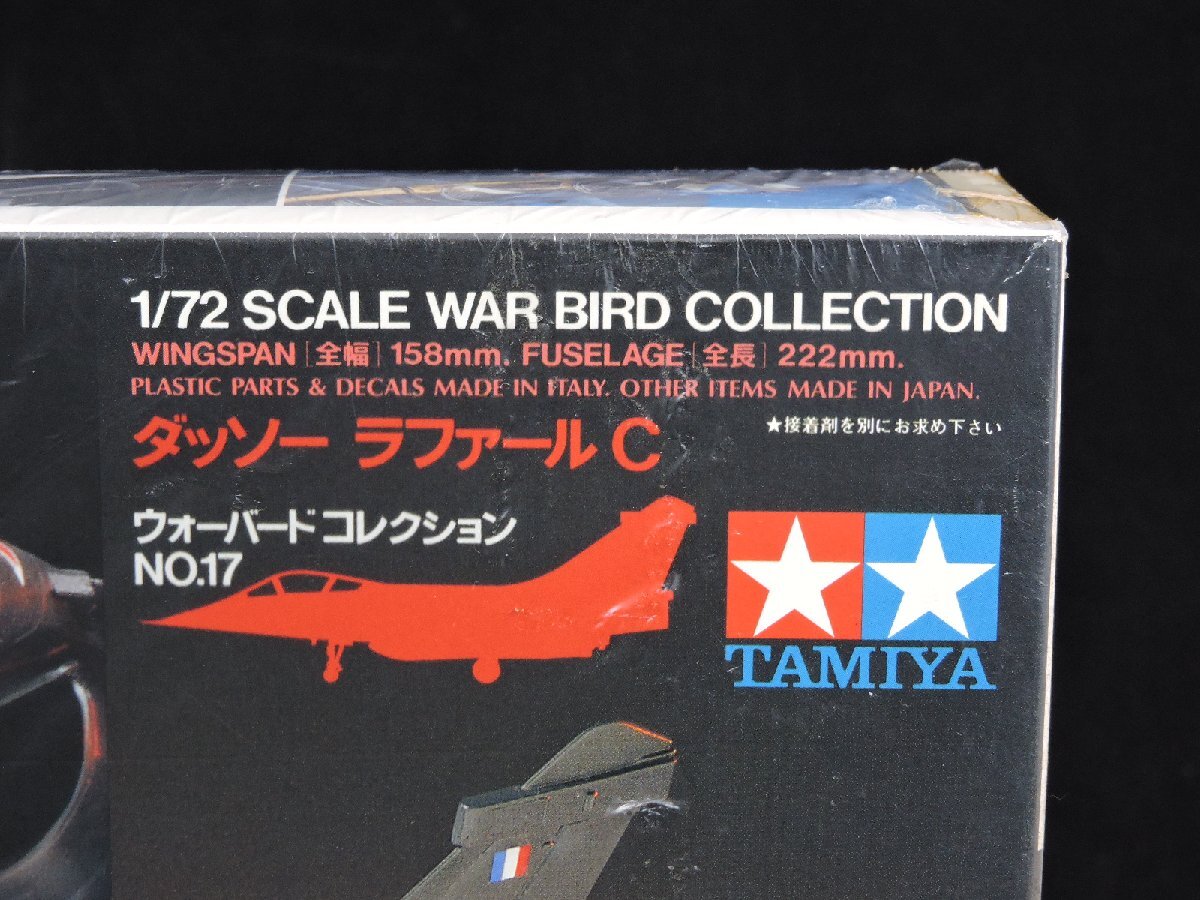 1/72 SCALE WAR BIRD COLLECTION
WINGSPAN [全幅] 158mm. FUSELAGE [全長] 222mm.
PLASTIC PARTS & DECALS MADE IN ITALY. OTHER ITEMS MADE IN JAPAN.
ダッソー ラファールC
★接着剤を別にお求め下さい
ウォーバードコレクション
NO.17
TAMIYA